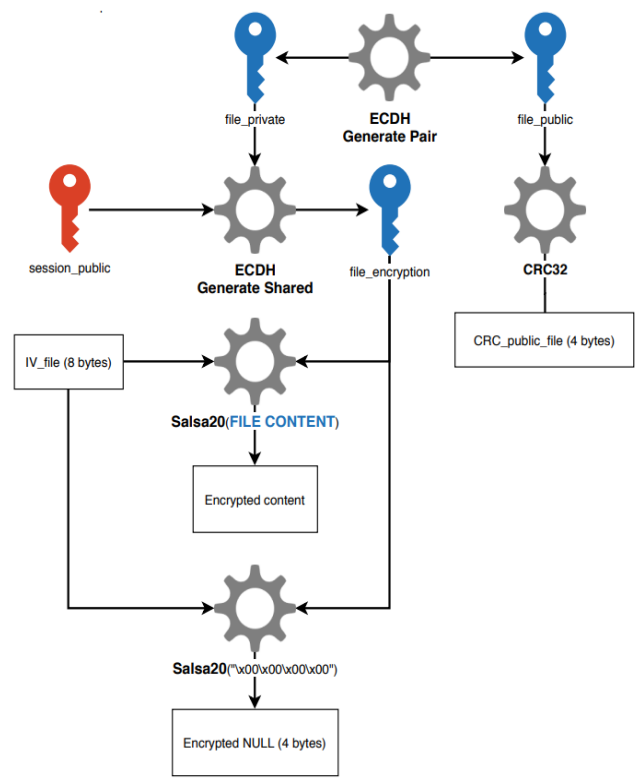 ECDH
Generate Pair
file_private
file_public
session_public
ECDH
Generate Shared
file_encryption
CRC32
CRC_public_file (4 bytes)
IV_file (8 bytes)
Salsa20(FILE CONTENT)
Encrypted content
Salsa20("\x00\x00\x00\x00")
Encrypted NULL (4 bytes)